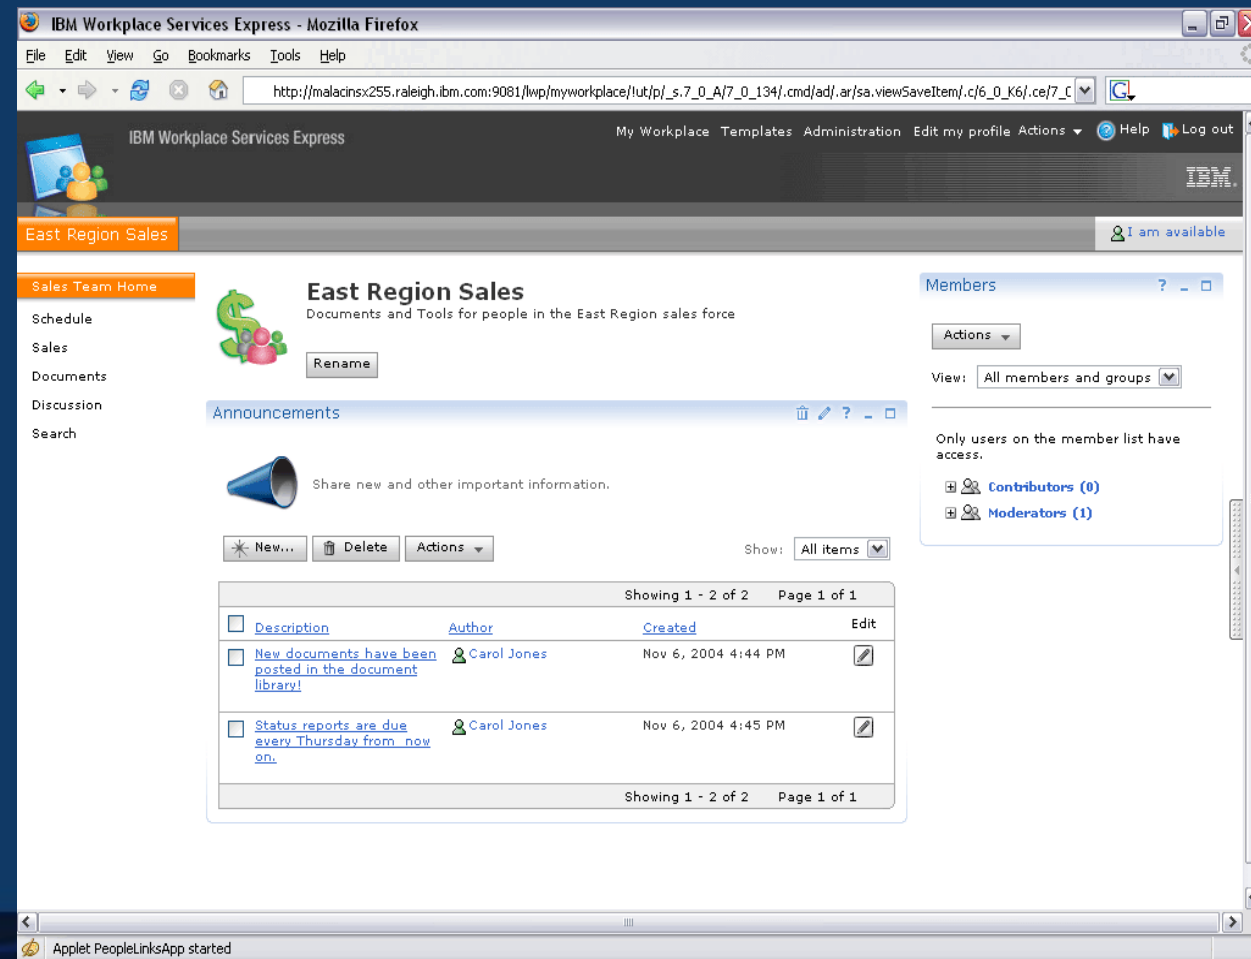 IBM Workplace Services Express - Mozilla Firefox
File Edit View Go Bookmarks Tools Help
http://malacinsx255.raleigh.ibm.com:9081/lwp/myworkplace/!ut/p/_s.7_0_A/7_0_134/.cmd/ad/.ar/sa.viewSaveItem/.c/6_0_K6/.ce/7_0
G
IBM Workplace Services Express
My Workplace Templates Administration Edit my profile Actions Help Log out
IBM.
East Region Sales
I am available
Sales Team Home
Schedule
Sales
Documents
Discussion
Search
East Region Sales
Documents and Tools for people in the East Region sales force
Rename
Announcements ?
Share new and other important information.
New... Delete Actions Show: All items
Showing 1 - 2 of 2 Page 1 of 1
Description Author Created Edit
New documents have been Carol Jones Nov 6, 2004 4:44 PM
posted in the document
library!
Status reports are due Carol Jones Nov 6, 2004 4:45 PM
every Thursday from now
on.
Showing 1 - 2 of 2 Page 1 of 1
Members ?
Actions
View: All members and groups
Only users on the member list have
access.
Contributors (0)
Moderators (1)
Applet PeopleLinksApp started